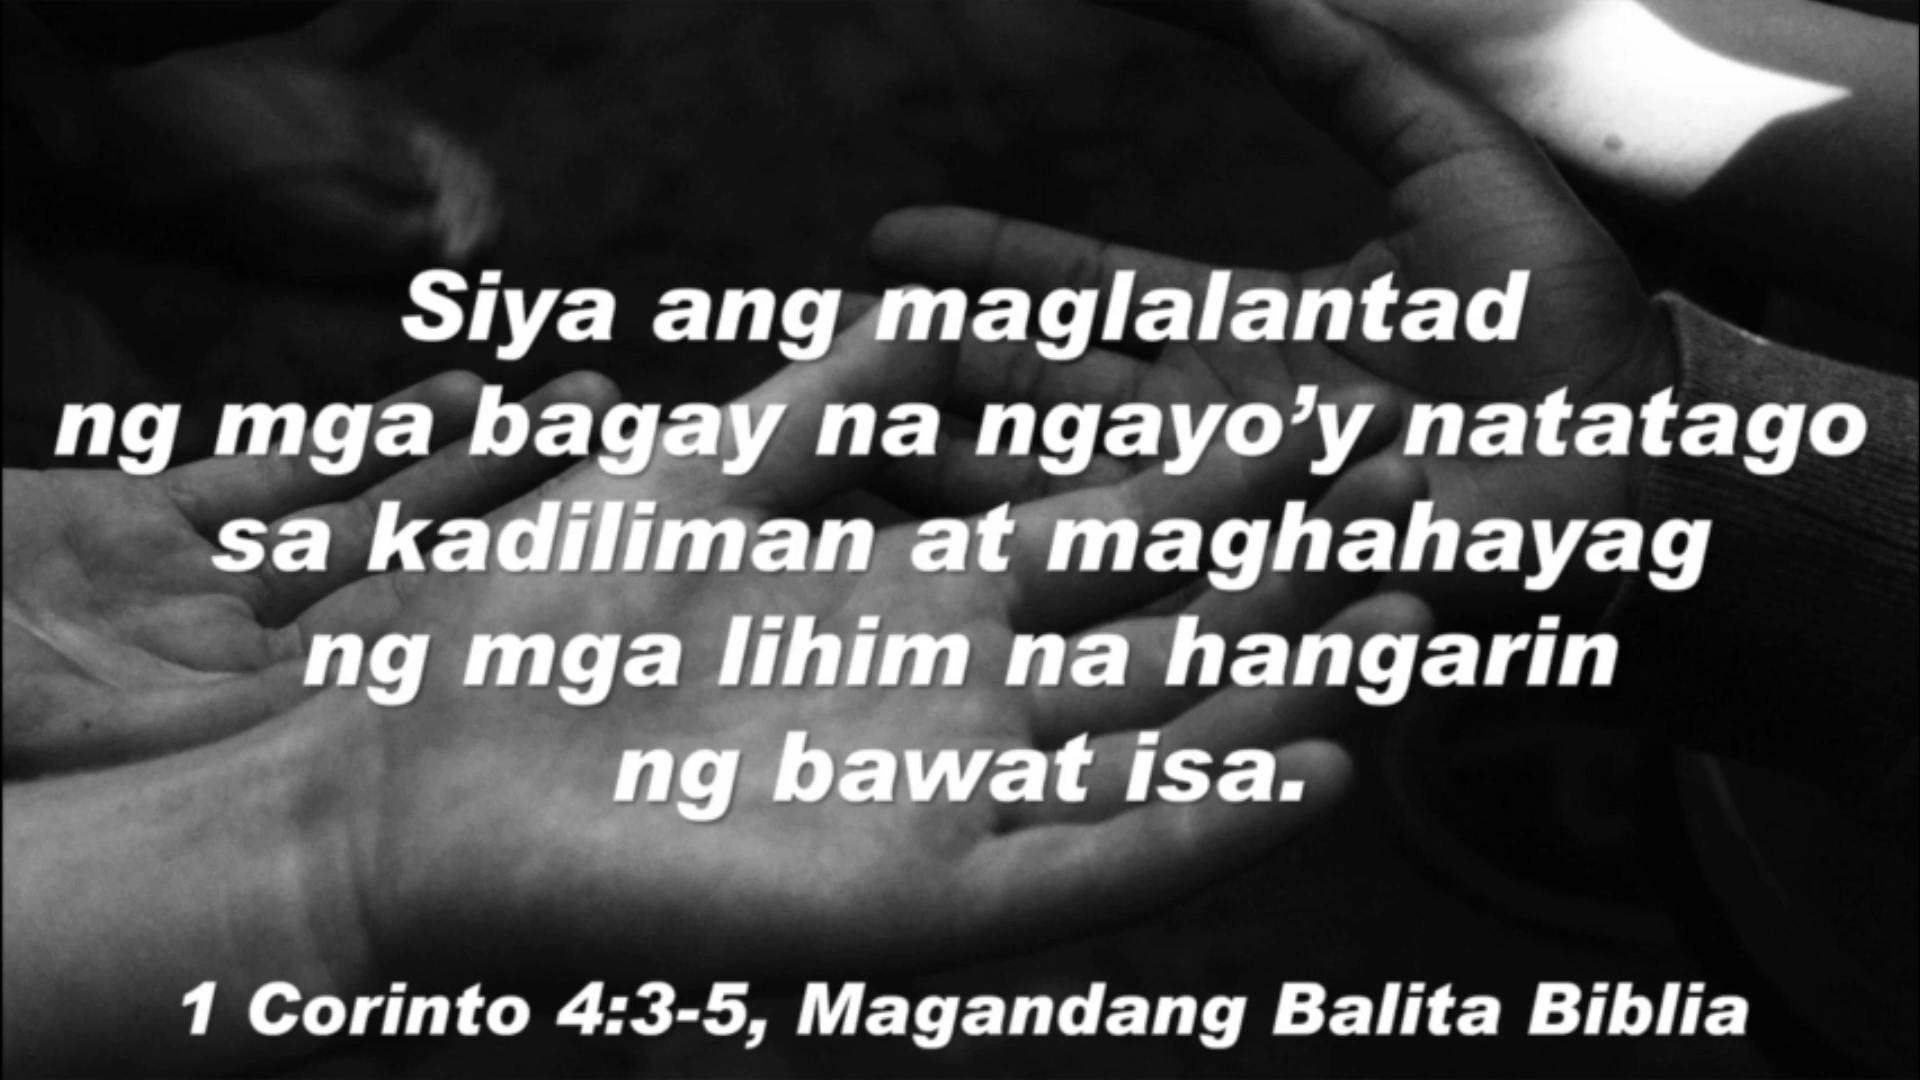 Siya ang maglalantad
ng mga bagay na ngayo’y natatago
sa kadiliman at maghahayag
ng mga lihim na hangarin
ng bawat isa.
1 Corinto 4:3-5, Magandang Balita Biblia